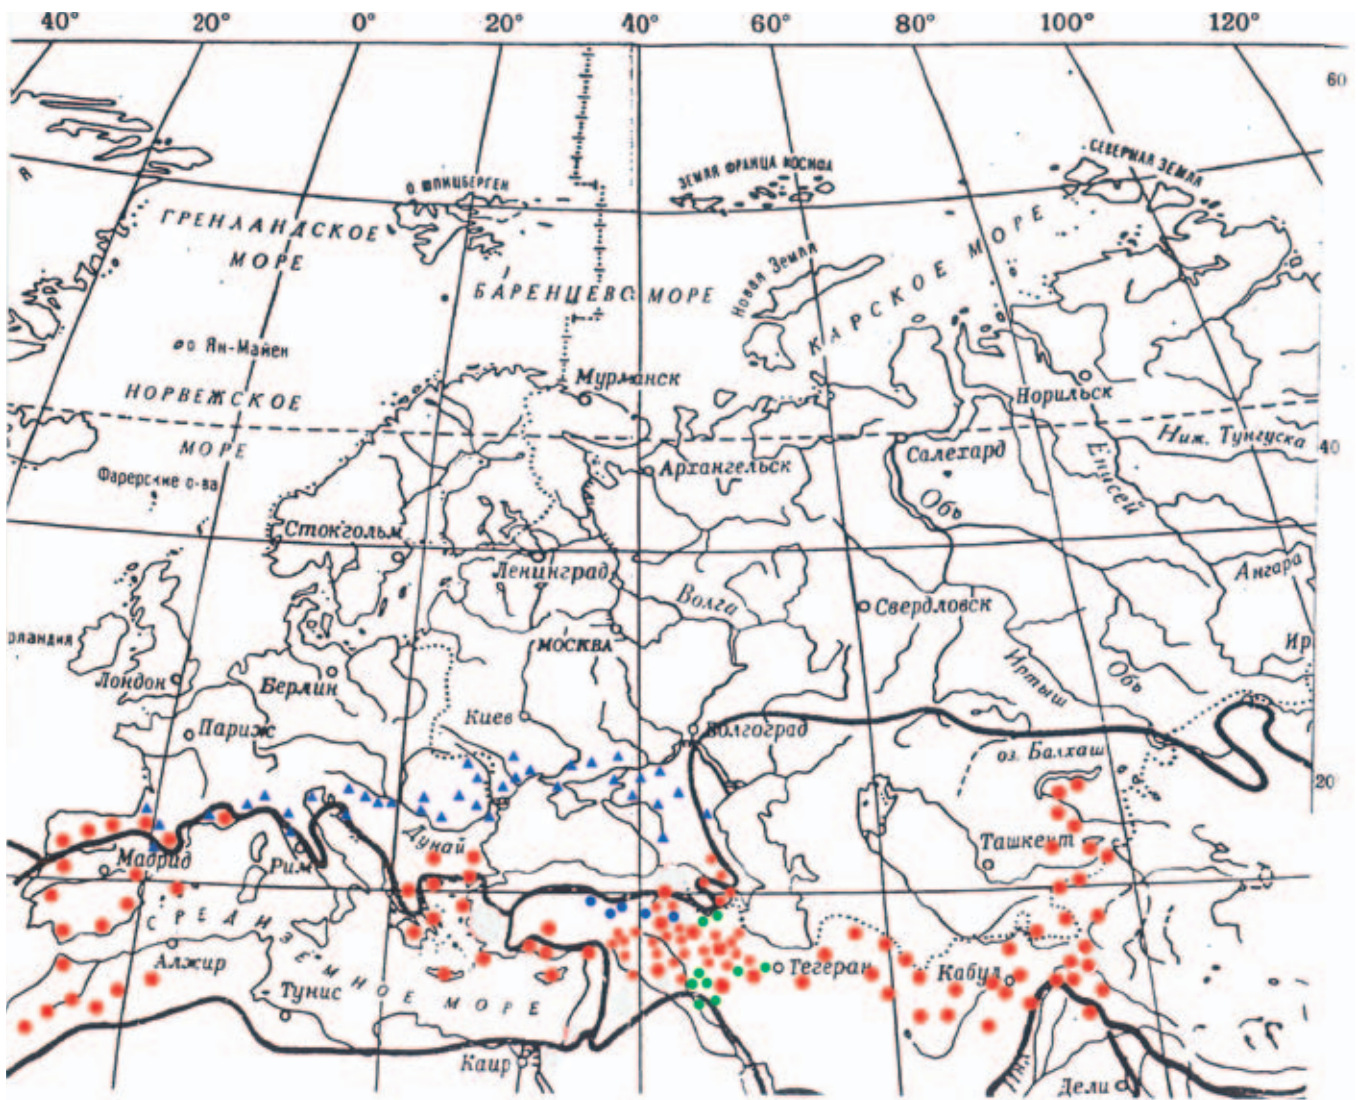 40° 20° 0° 20° 40° 60° 80° 100° 120°
60
СЕВЕРНАЯ ЗЕМЛЯ
ЗЕМЛЯ ФРАНЦА ИОСИФА
О. ШПИЦБЕРГЕН
ГРЕНЛАНДСКОЕ
МОРЕ
Новая Земля
КАРСКОЕ МОРЕ
БАРЕНЦЕВО МОРЕ
о Ян-Майен
Мурманск
Норильск
НОРВЕЖСКОЕ
МОРЕ
Ниж. Тунгуска
40
Архангельск
Салехард
Енисей
Фарерские о-ва
Обь
Стокгольм
Ленинград
Ангара
Волга
Свердловск
рландия
МОСКВА
Ир
Лондон
Берлин
Иртыш
Обь
Киев
Париж
Волгоград
оз. Балхаш
20
Дунай
Ташкент
Мадрид
Рим
СРЕДИЗЕМНОЕ МОРЕ
Алжир
Тегеран
Кабул
Тунис
Каир
Инд
Дели